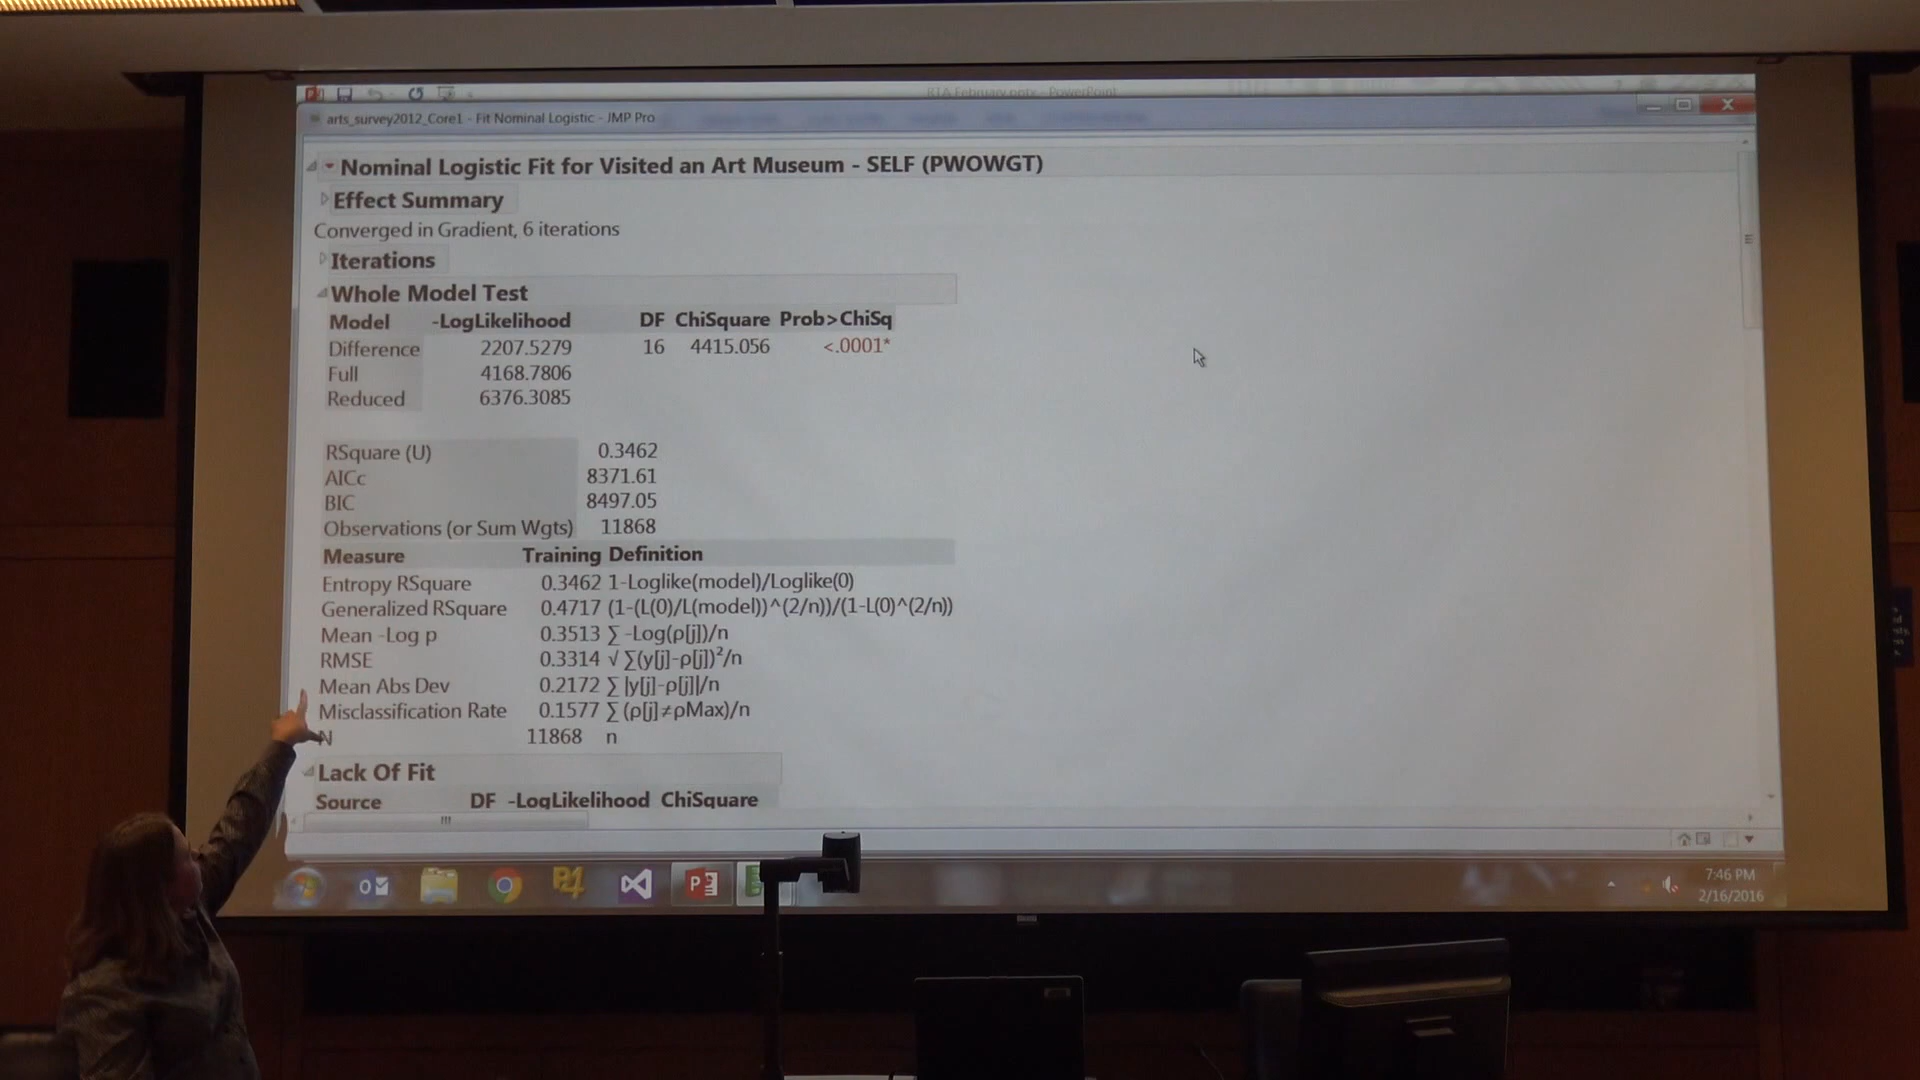 RTA February.pptx - PowerPoint
arts_survey2012_Core1 - Fit Nominal Logistic - JMP Pro
Nominal Logistic Fit for Visited an Art Museum - SELF (PWOWGT)
Effect Summary
Converged in Gradient, 6 iterations
Iterations
Whole Model Test
Model -LogLikelihood DF ChiSquare Prob>ChiSq
Difference 2207.5279 16 4415.056 <.0001*
Full 4168.7806
Reduced 6376.3085
RSquare (U) 0.3462
AICc 8371.61
BIC 8497.05
Observations (or Sum Wgts) 11868
Measure Training Definition
Entropy RSquare 0.3462 1-Loglike(model)/Loglike(0)
Generalized RSquare 0.4717 (1-(L(0)/L(model))^(2/n))/(1-L(0)^(2/n))
Mean -Log p 0.3513 ∑ -Log(ρ[j])/n
RMSE 0.3314 √ ∑(y[j]-ρ[j])²/n
Mean Abs Dev 0.2172 ∑ |y[j]-ρ[j]|/n
Misclassification Rate 0.1577 ∑ (ρ[j]≠ρMax)/n
N 11868 n
Lack Of Fit
Source DF -LogLikelihood ChiSquare
7:46 PM
2/16/2016